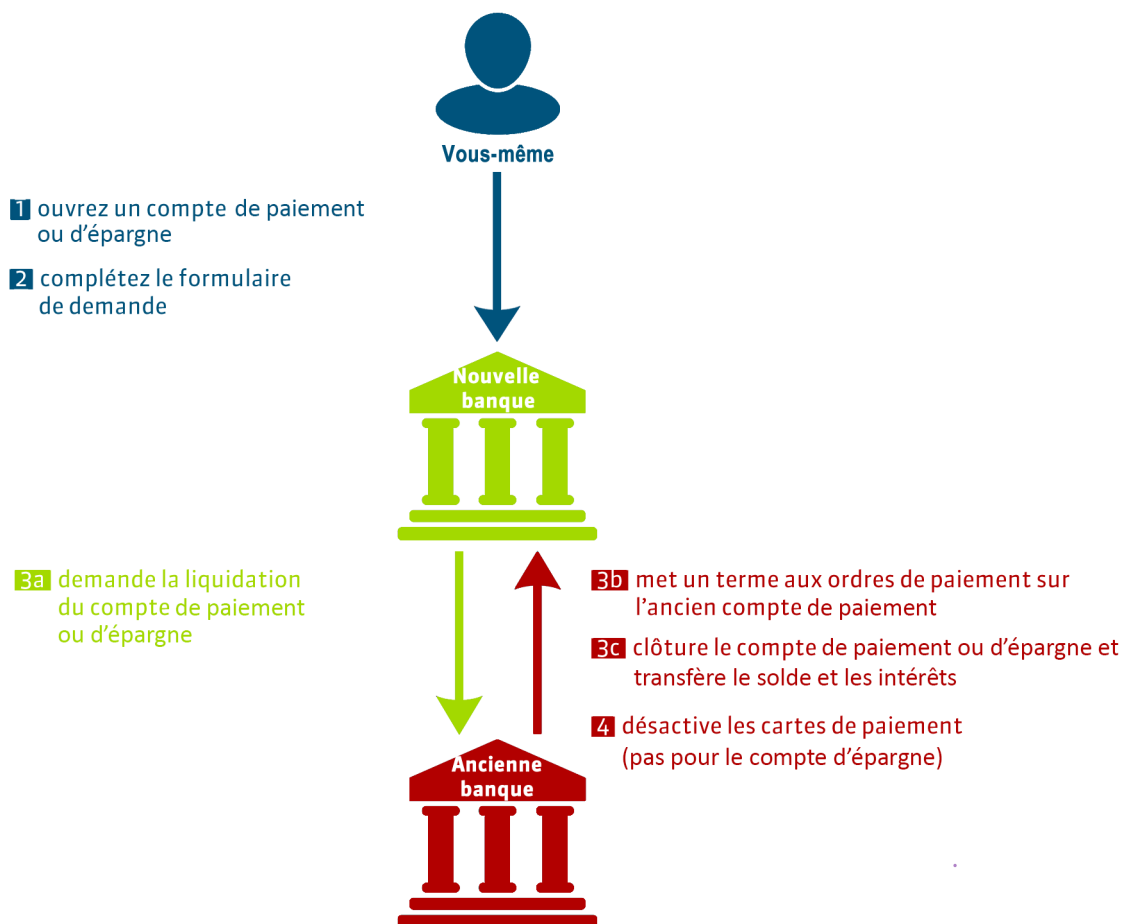 Vous-même
1 ouvrez un compte de paiement
ou d'épargne
2 complétez le formulaire
de demande
Nouvelle
banque
3a demande la liquidation
du compte de paiement
ou d'épargne
3b met un terme aux ordres de paiement sur
l'ancien compte de paiement
3c clôture le compte de paiement ou d'épargne et
transfère le solde et les intérêts
4 désactive les cartes de paiement
(pas pour le compte d'épargne)
Ancienne
banque